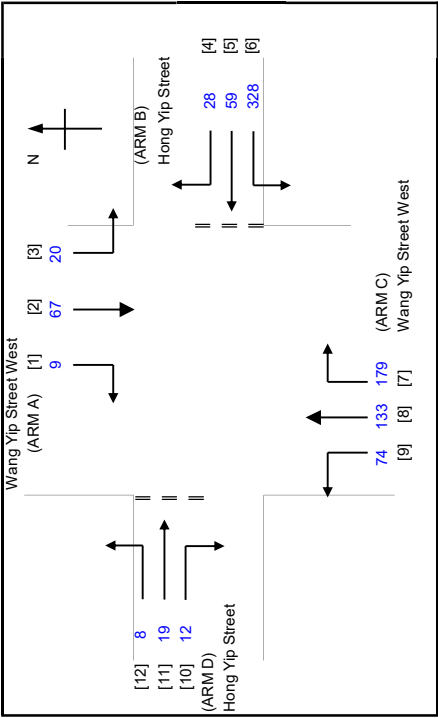 Wang Yip Street West
(ARM A)
[1] [2] [3]
9 67 20
N
(ARM B)
Hong Yip Street
28 [4]
59 [5]
328 [6]
[12] 8
[11] 19
[10] 12
(ARM D)
Hong Yip Street
74 133 179
[9] [8] [7]
(ARM C)
Wang Yip Street West